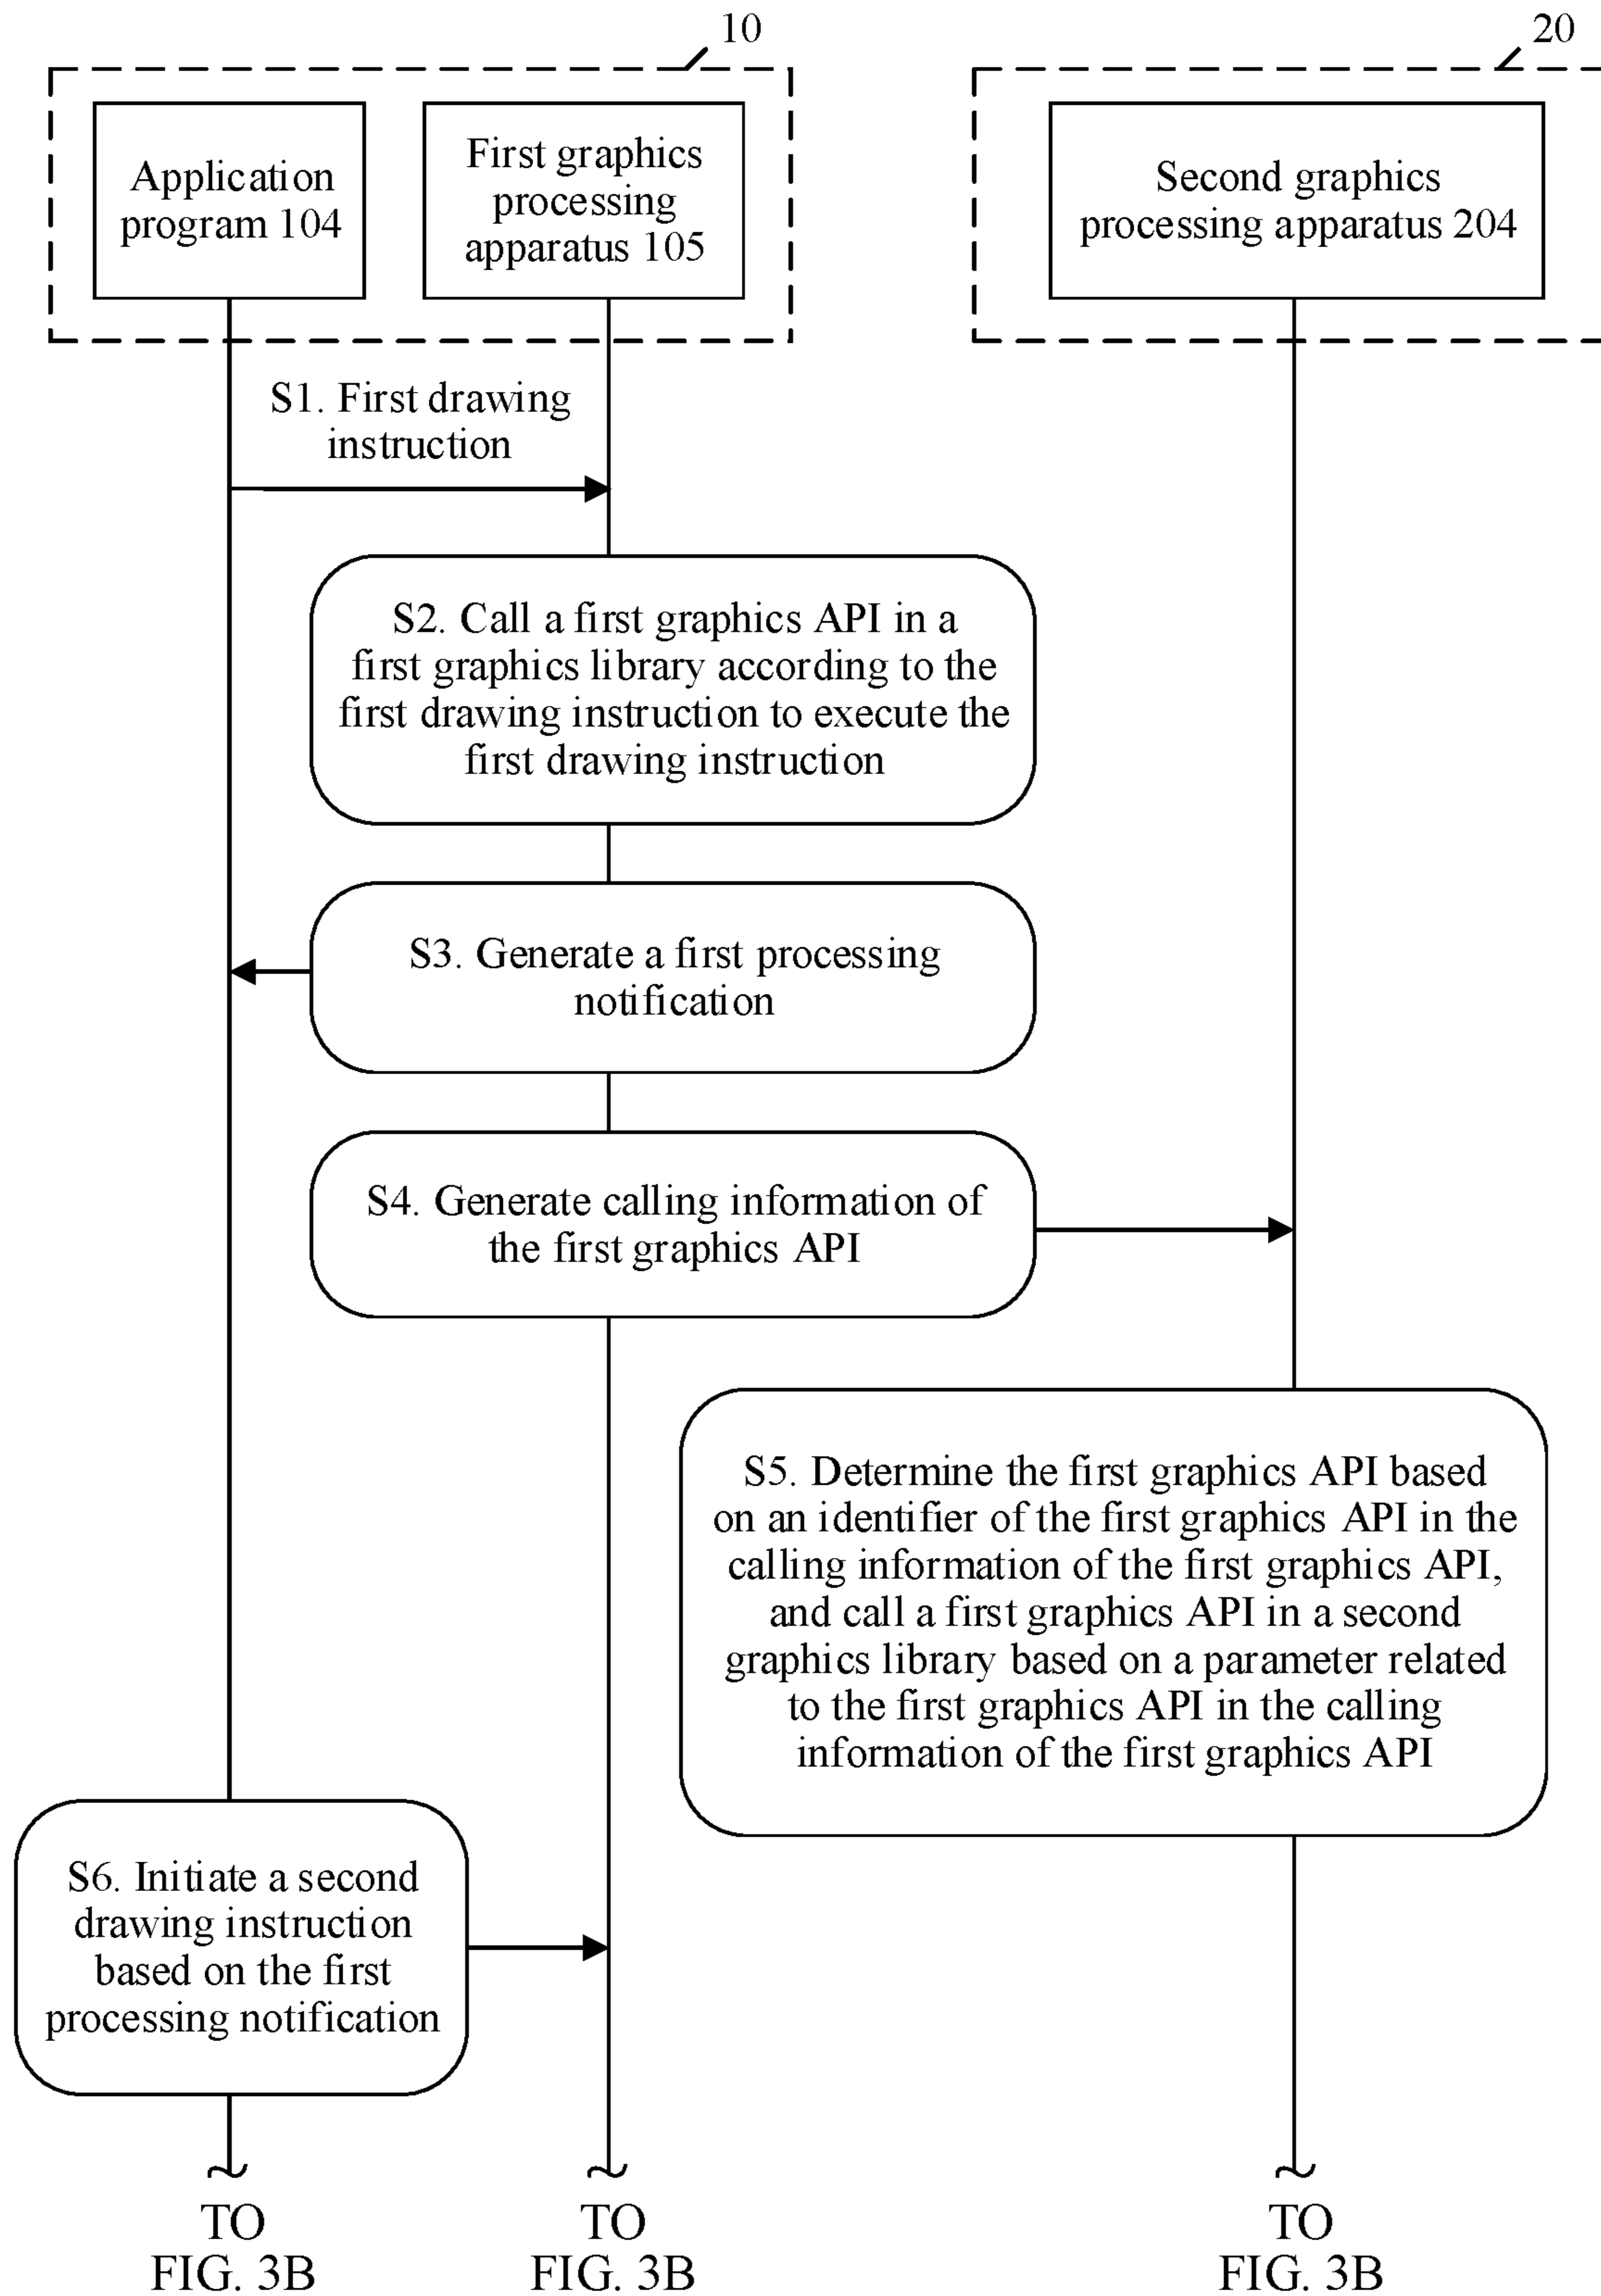 10
20
Application
program 104
First graphics
processing
apparatus 105
Second graphics
processing apparatus 204
S1. First drawing
instruction
S2. Call a first graphics API in a
first graphics library according to the
first drawing instruction to execute the
first drawing instruction
S3. Generate a first processing
notification
S4. Generate calling information of
the first graphics API
S5. Determine the first graphics API based
on an identifier of the first graphics API in the
calling information of the first graphics API,
and call a first graphics API in a second
graphics library based on a parameter related
to the first graphics API in the calling
information of the first graphics API
S6. Initiate a second
drawing instruction
based on the first
processing notification
TO
FIG. 3B
TO
FIG. 3B
TO
FIG. 3B